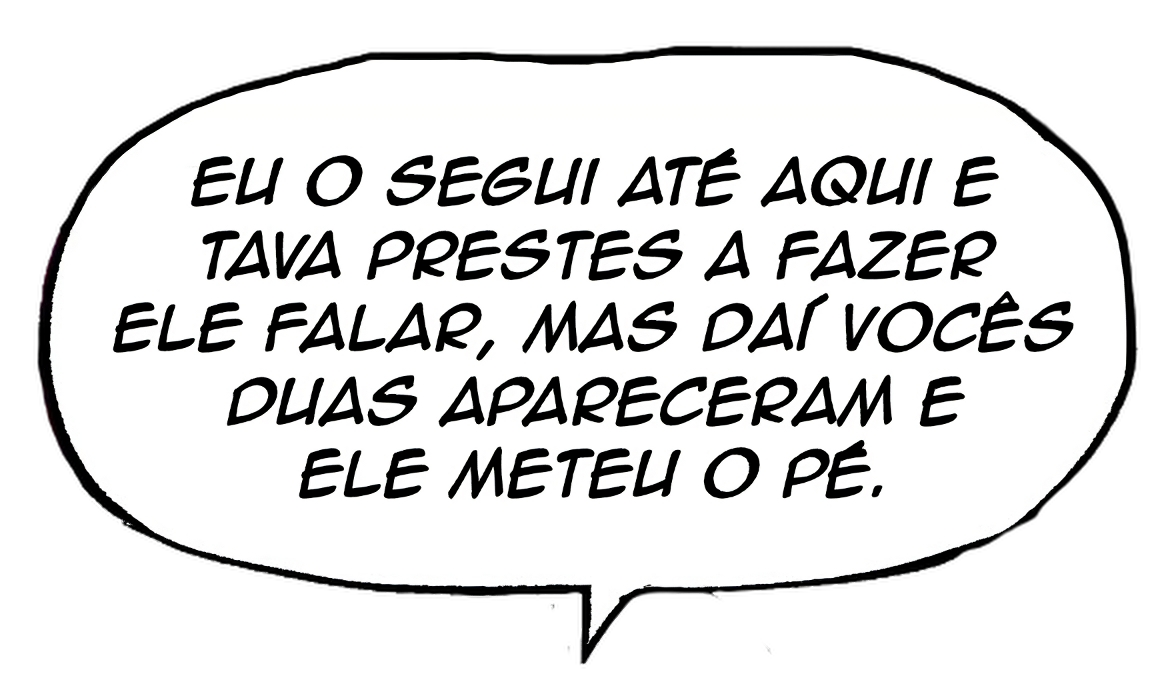 EU O SEGUI ATÉ AQUI E
TAVA PRESTES A FAZER
ELE FALAR, MAS DAÍ VOCÊS
DUAS APARECERAM E
ELE METEU O PÉ.